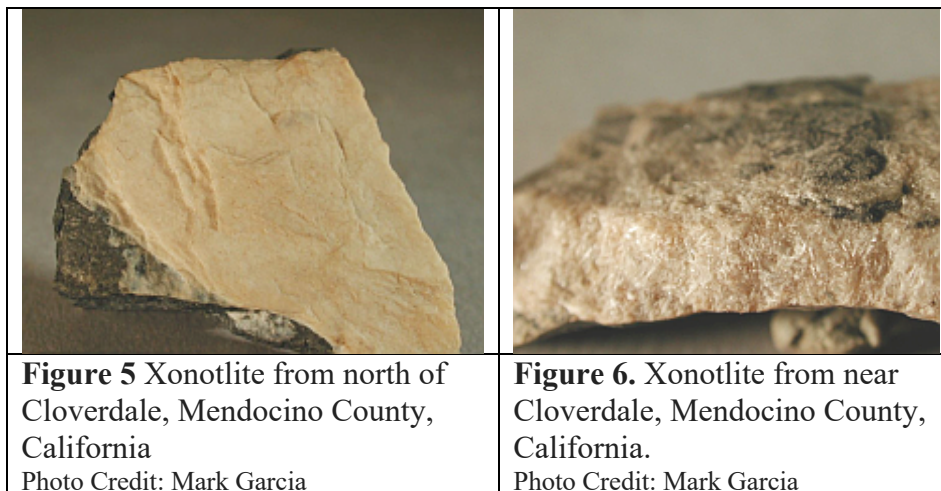 Figure 5 Xonotlite from north of
Cloverdale, Mendocino County,
California
Photo Credit: Mark Garcia
Figure 6. Xonotlite from near
Cloverdale, Mendocino County,
California.
Photo Credit: Mark Garcia